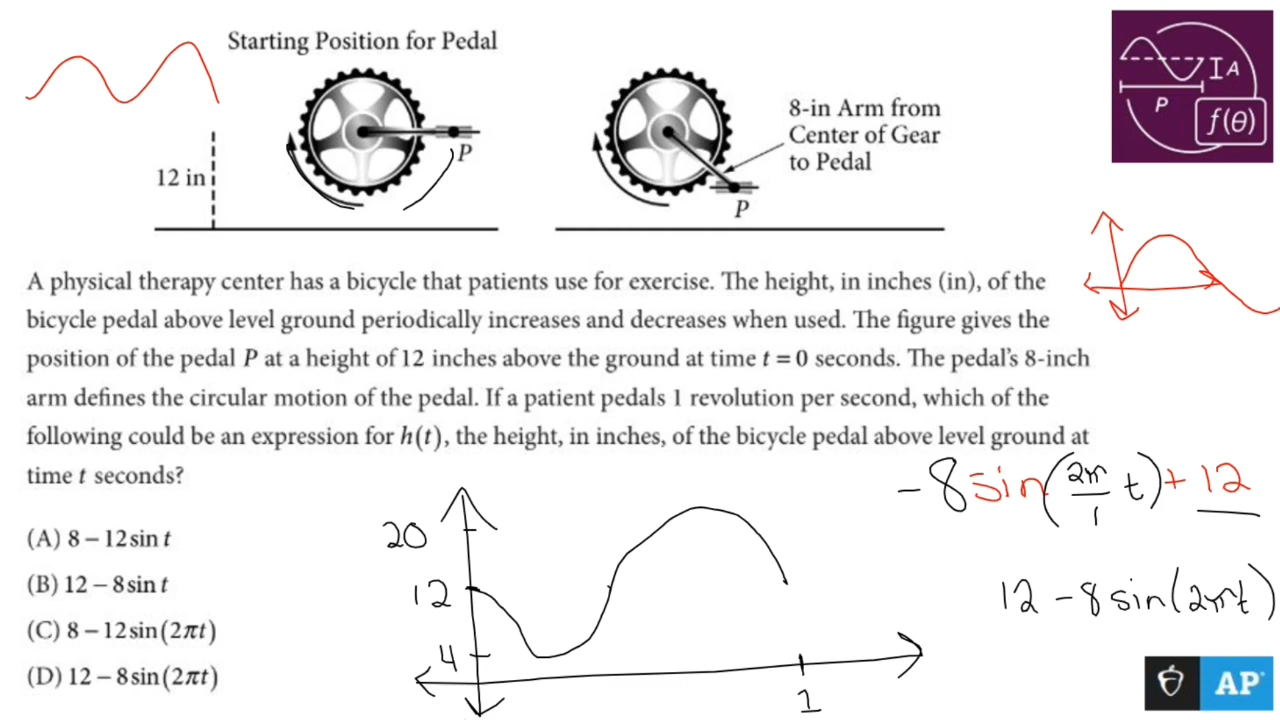 Starting Position for Pedal
12 in
P
8-in Arm from
Center of Gear
to Pedal
P
A
P
f(θ)
A physical therapy center has a bicycle that patients use for exercise. The height, in inches (in), of the
bicycle pedal above level ground periodically increases and decreases when used. The figure gives the
position of the pedal P at a height of 12 inches above the ground at time t = 0 seconds. The pedal's 8-inch
arm defines the circular motion of the pedal. If a patient pedals 1 revolution per second, which of the
following could be an expression for h(t), the height, in inches, of the bicycle pedal above level ground at
time t seconds?
(A) 8 − 12 sin t
(B) 12 − 8 sin t
(C) 8 − 12 sin(2πt)
(D) 12 − 8 sin(2πt)
20
12
4
1
−8 sin(2π/1 t) + 12
12 − 8 sin(2πt)
AP